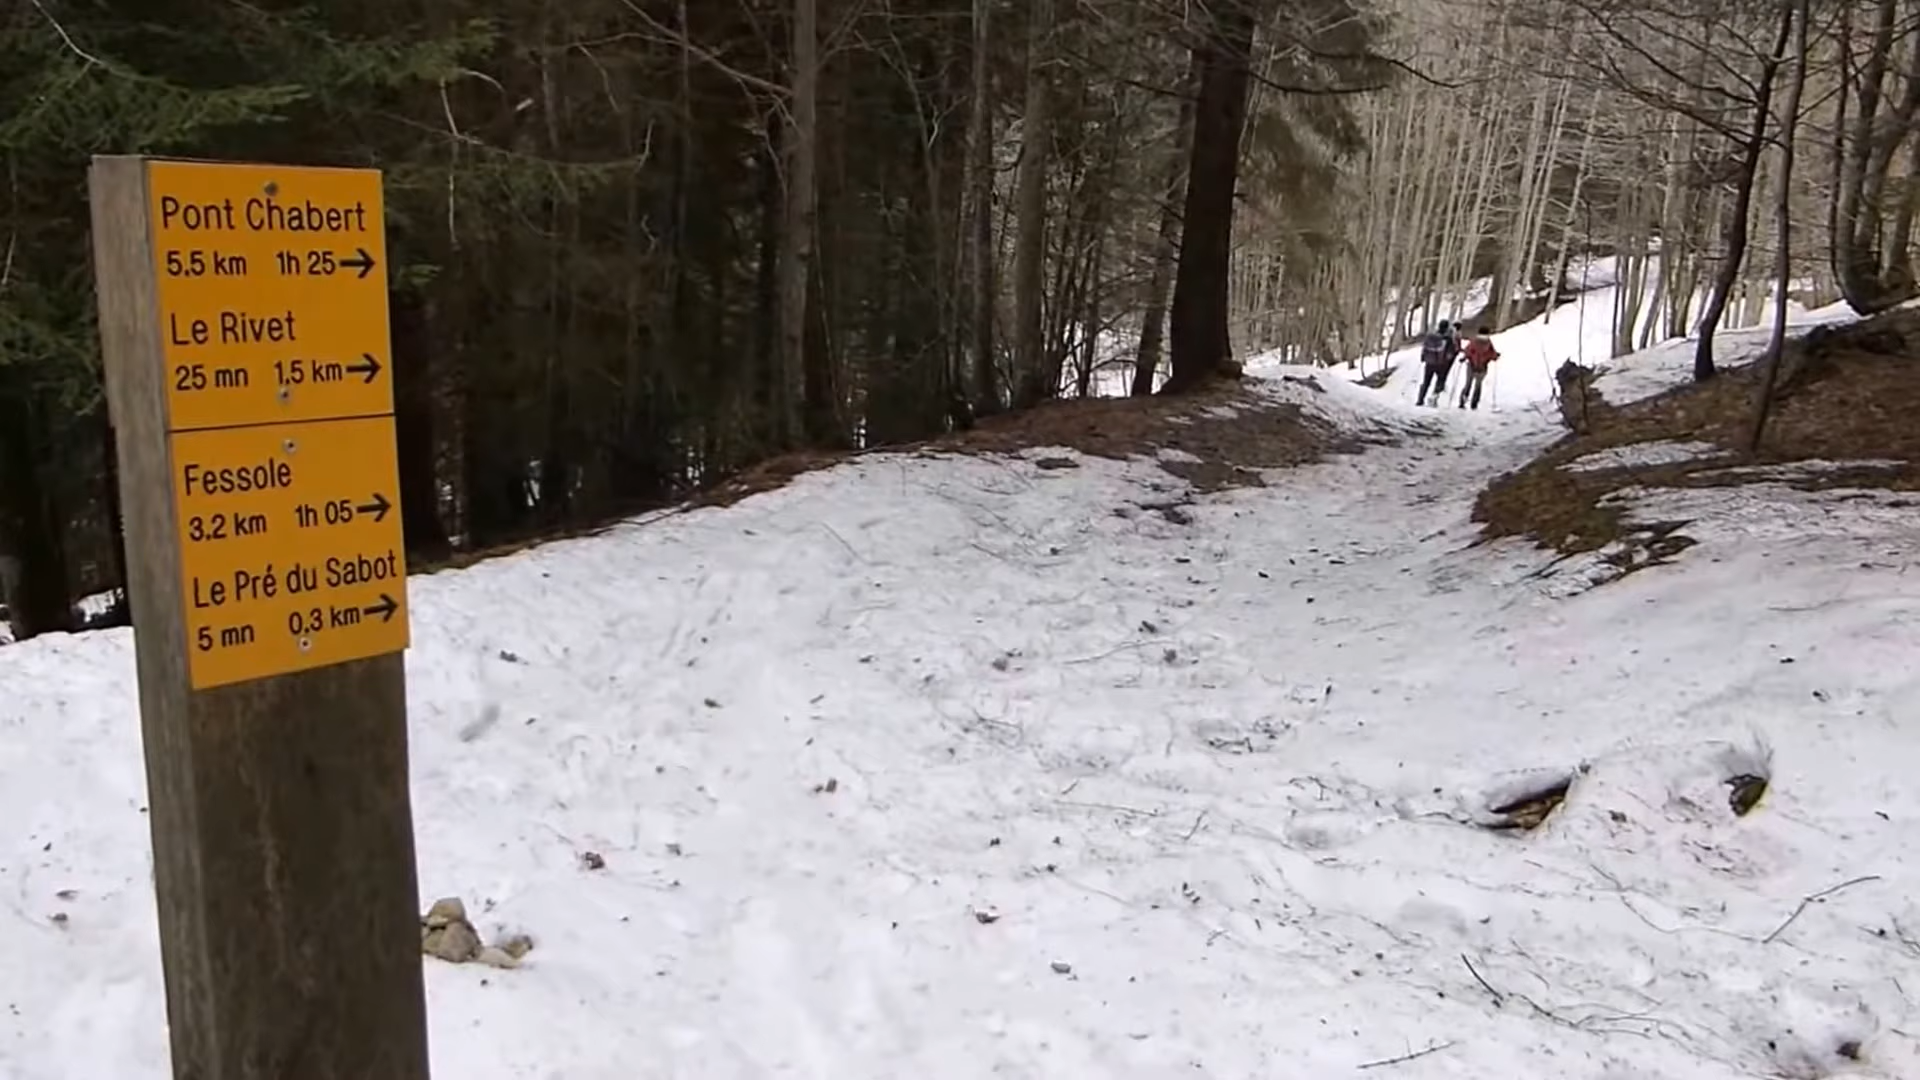 Pont Chabert
5.5 km 1h 25→
Le Rivet
25 mn 1.5 km→
Fessole
3.2 km 1h 05→
Le Pré du Sabot
5 mn 0.3 km→